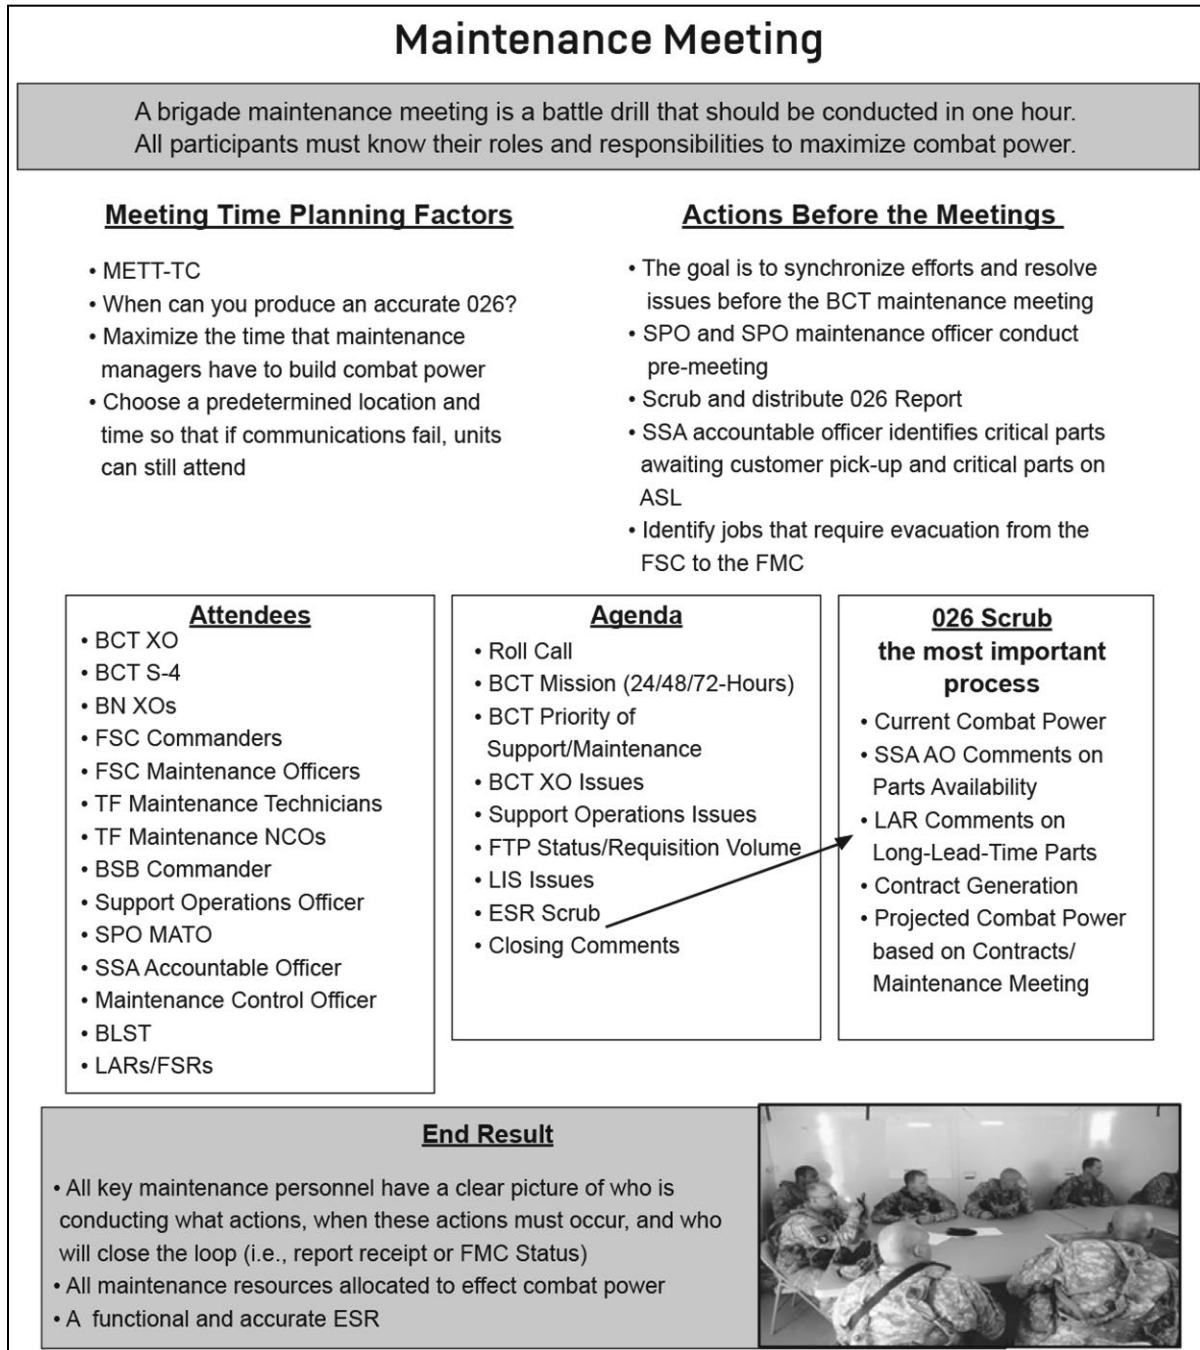 Maintenance Meeting
A brigade maintenance meeting is a battle drill that should be conducted in one hour.
All participants must know their roles and responsibilities to maximize combat power.
Meeting Time Planning Factors
• METT-TC
• When can you produce an accurate 026?
• Maximize the time that maintenance
managers have to build combat power
• Choose a predetermined location and
time so that if communications fail, units
can still attend
Actions Before the Meetings
• The goal is to synchronize efforts and resolve
issues before the BCT maintenance meeting
• SPO and SPO maintenance officer conduct
pre-meeting
• Scrub and distribute 026 Report
• SSA accountable officer identifies critical parts
awaiting customer pick-up and critical parts on
ASL
• Identify jobs that require evacuation from the
FSC to the FMC
Attendees
• BCT XO
• BCT S-4
• BN XOs
• FSC Commanders
• FSC Maintenance Officers
• TF Maintenance Technicians
• TF Maintenance NCOs
• BSB Commander
• Support Operations Officer
• SPO MATO
• SSA Accountable Officer
• Maintenance Control Officer
• BLST
• LARs/FSRs
Agenda
• Roll Call
• BCT Mission (24/48/72-Hours)
• BCT Priority of
Support/Maintenance
• BCT XO Issues
• Support Operations Issues
• FTP Status/Requisition Volume
• LIS Issues
• ESR Scrub
• Closing Comments
026 Scrub
the most important
process
• Current Combat Power
• SSA AO Comments on
Parts Availability
• LAR Comments on
Long-Lead-Time Parts
• Contract Generation
• Projected Combat Power
based on Contracts/
Maintenance Meeting
End Result
• All key maintenance personnel have a clear picture of who is
conducting what actions, when these actions must occur, and who
will close the loop (i.e., report receipt or FMC Status)
• All maintenance resources allocated to effect combat power
• A functional and accurate ESR